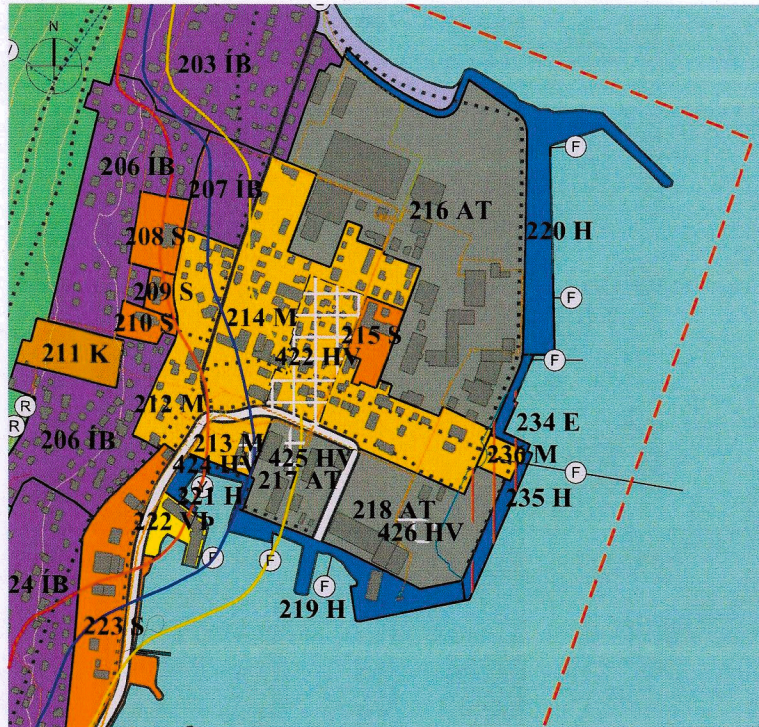 N
203 ÍB
206 ÍB
207 ÍB
208 S
216 AT
220 H
209 S
210 S
214 M
215 S
211 K
422 HV
212 M
213 M
234 E
206 ÍB
424 HV
425 HV
236 M
221 H
217 AT
235 H
222 VÞ
218 AT
426 HV
24 ÍB
219 H
223 S
F
F
F
F
F
F
F
R
R
V